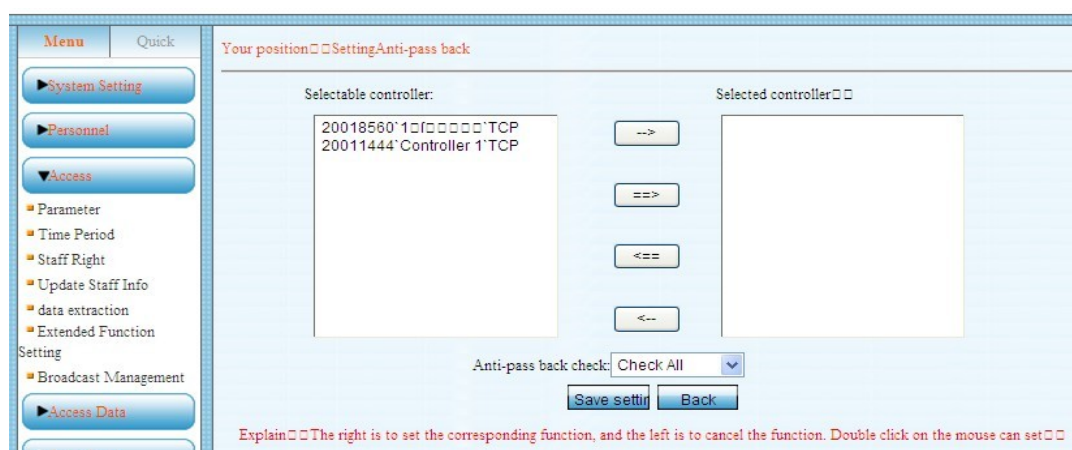 Menu Quick
Your position□□SettingAnti-pass back
►System Setting
Selectable controller:
Selected controller□□
20018560`1□ſ□□□□□`TCP
20011444`Controller 1`TCP
-->
►Personnel
▼Access
==>
Parameter
Time Period
Staff Right
<==
Update Staff Info
data extraction
Extended Function
Setting
<--
Broadcast Management
Anti-pass back check: Check All
Save settin
Back
►Access Data
Explain□□The right is to set the corresponding function, and the left is to cancel the function. Double click on the mouse can set□□